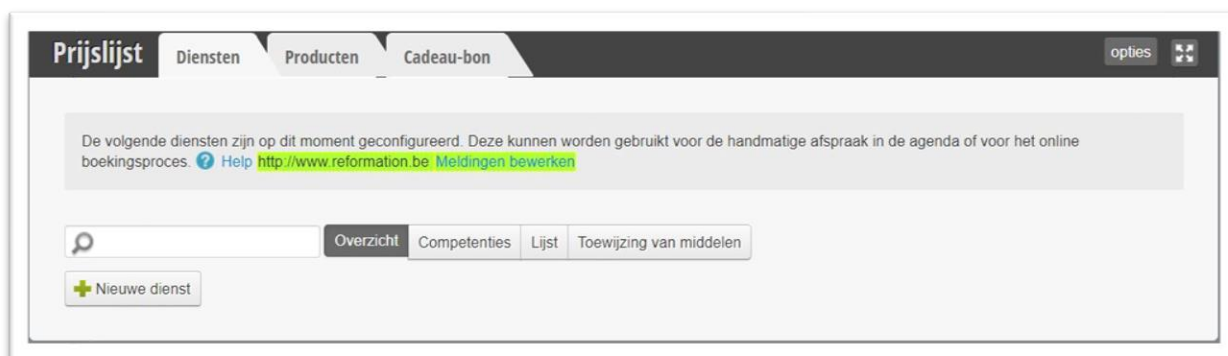 Prijslijst Diensten Producten Cadeau-bon opties
De volgende diensten zijn op dit moment geconfigureerd. Deze kunnen worden gebruikt voor de handmatige afspraak in de agenda of voor het online
boekingsproces. ? Help http://www.reformation.be Meldingen bewerken
Overzicht Competenties Lijst Toewijzing van middelen
Nieuwe dienst